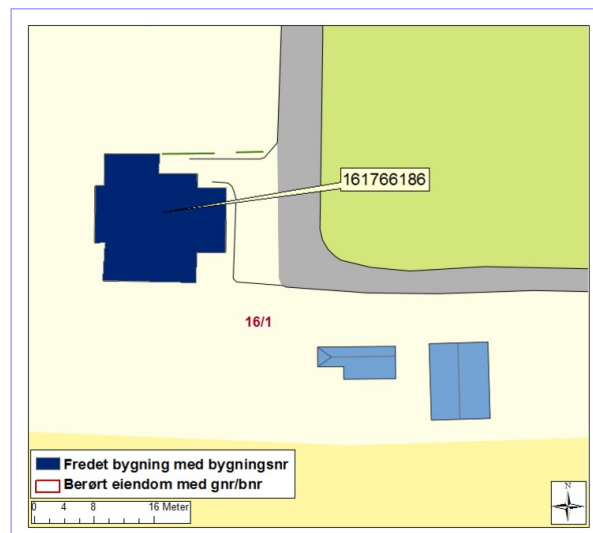 161766186
16/1
Fredet bygning med bygningsnr
Berørt eiendom med gnr/bnr
0 4 8 16 Meter
N